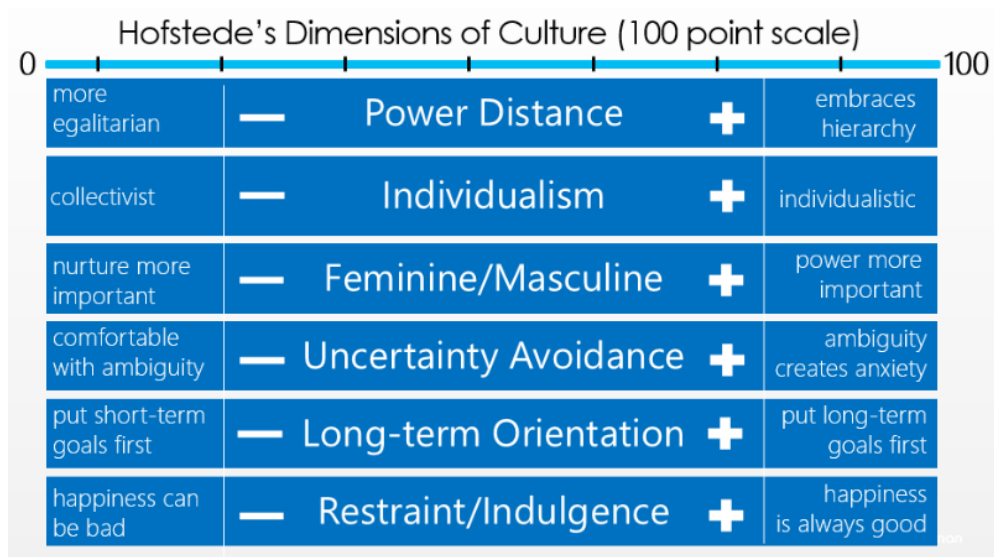 Hofstede's Dimensions of Culture (100 point scale)
0 100
more
egalitarian
Power Distance
embraces
hierarchy
collectivist
Individualism
individualistic
nurture more
important
Feminine/Masculine
power more
important
comfortable
with ambiguity
Uncertainty Avoidance
ambiguity
creates anxiety
put short-term
goals first
Long-term Orientation
put long-term
goals first
happiness can
be bad
Restraint/Indulgence
happiness
is always good